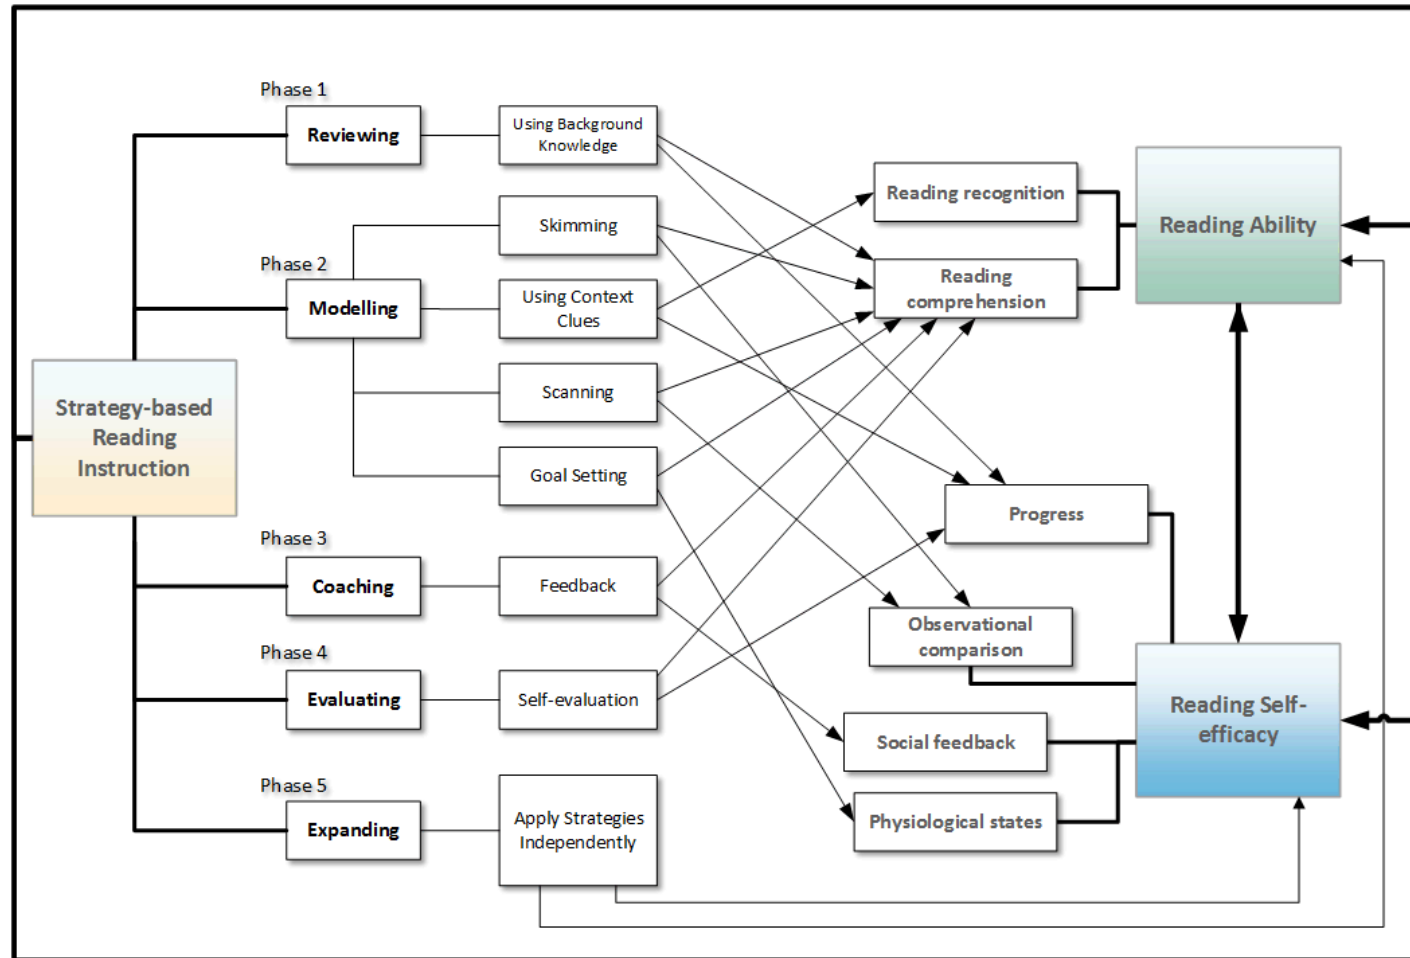 Phase 1
Reviewing
Using Background
Knowledge
Skimming
Phase 2
Modelling
Using Context
Clues
Scanning
Goal Setting
Strategy-based
Reading
Instruction
Phase 3
Coaching
Feedback
Phase 4
Evaluating
Self-evaluation
Phase 5
Expanding
Apply Strategies
Independently
Reading recognition
Reading
comprehension
Reading Ability
Progress
Observational
comparison
Social feedback
Physiological states
Reading Self-
efficacy